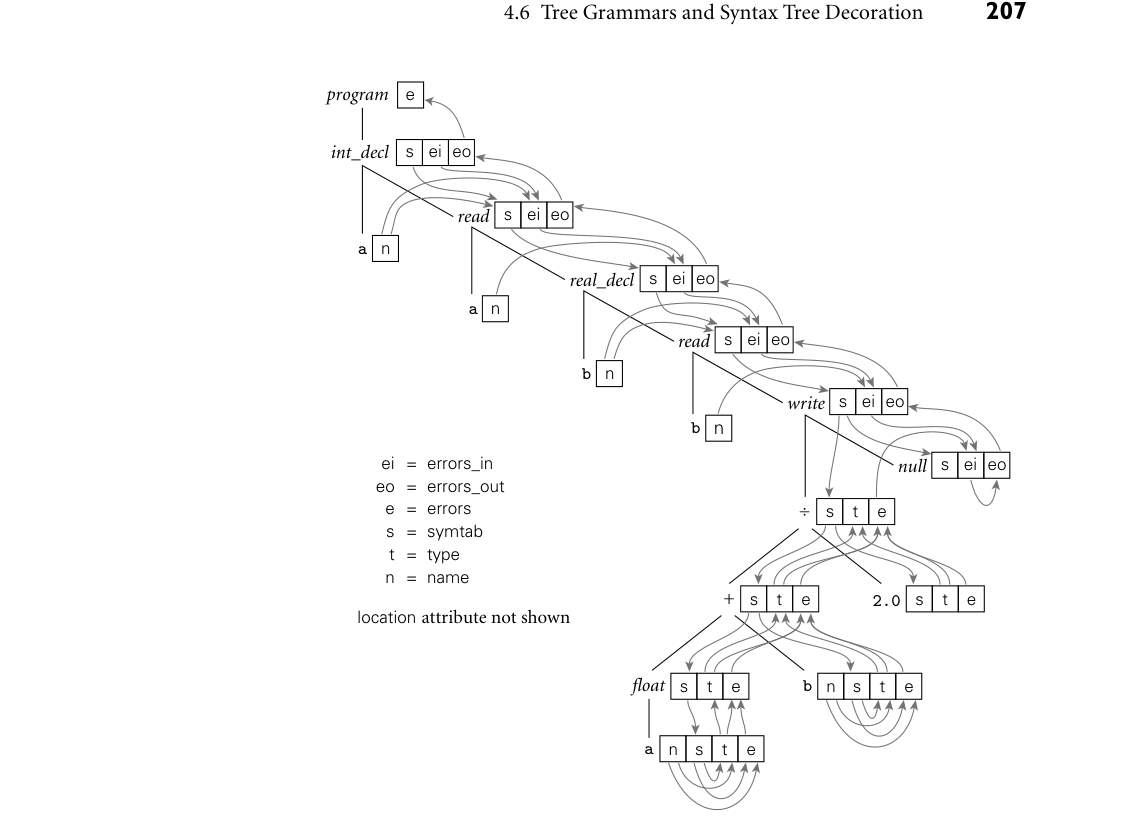 4.6 Tree Grammars and Syntax Tree Decoration 207
program e
int_decl s ei eo
read s ei eo
a n
real_decl s ei eo
a n
read s ei eo
b n
write s ei eo
b n
null s ei eo
ei = errors_in
eo = errors_out
e = errors
s = symtab
t = type
n = name
location attribute not shown
÷ s t e
+ s t e
2.0 s t e
float s t e
b n s t e
a n s t e